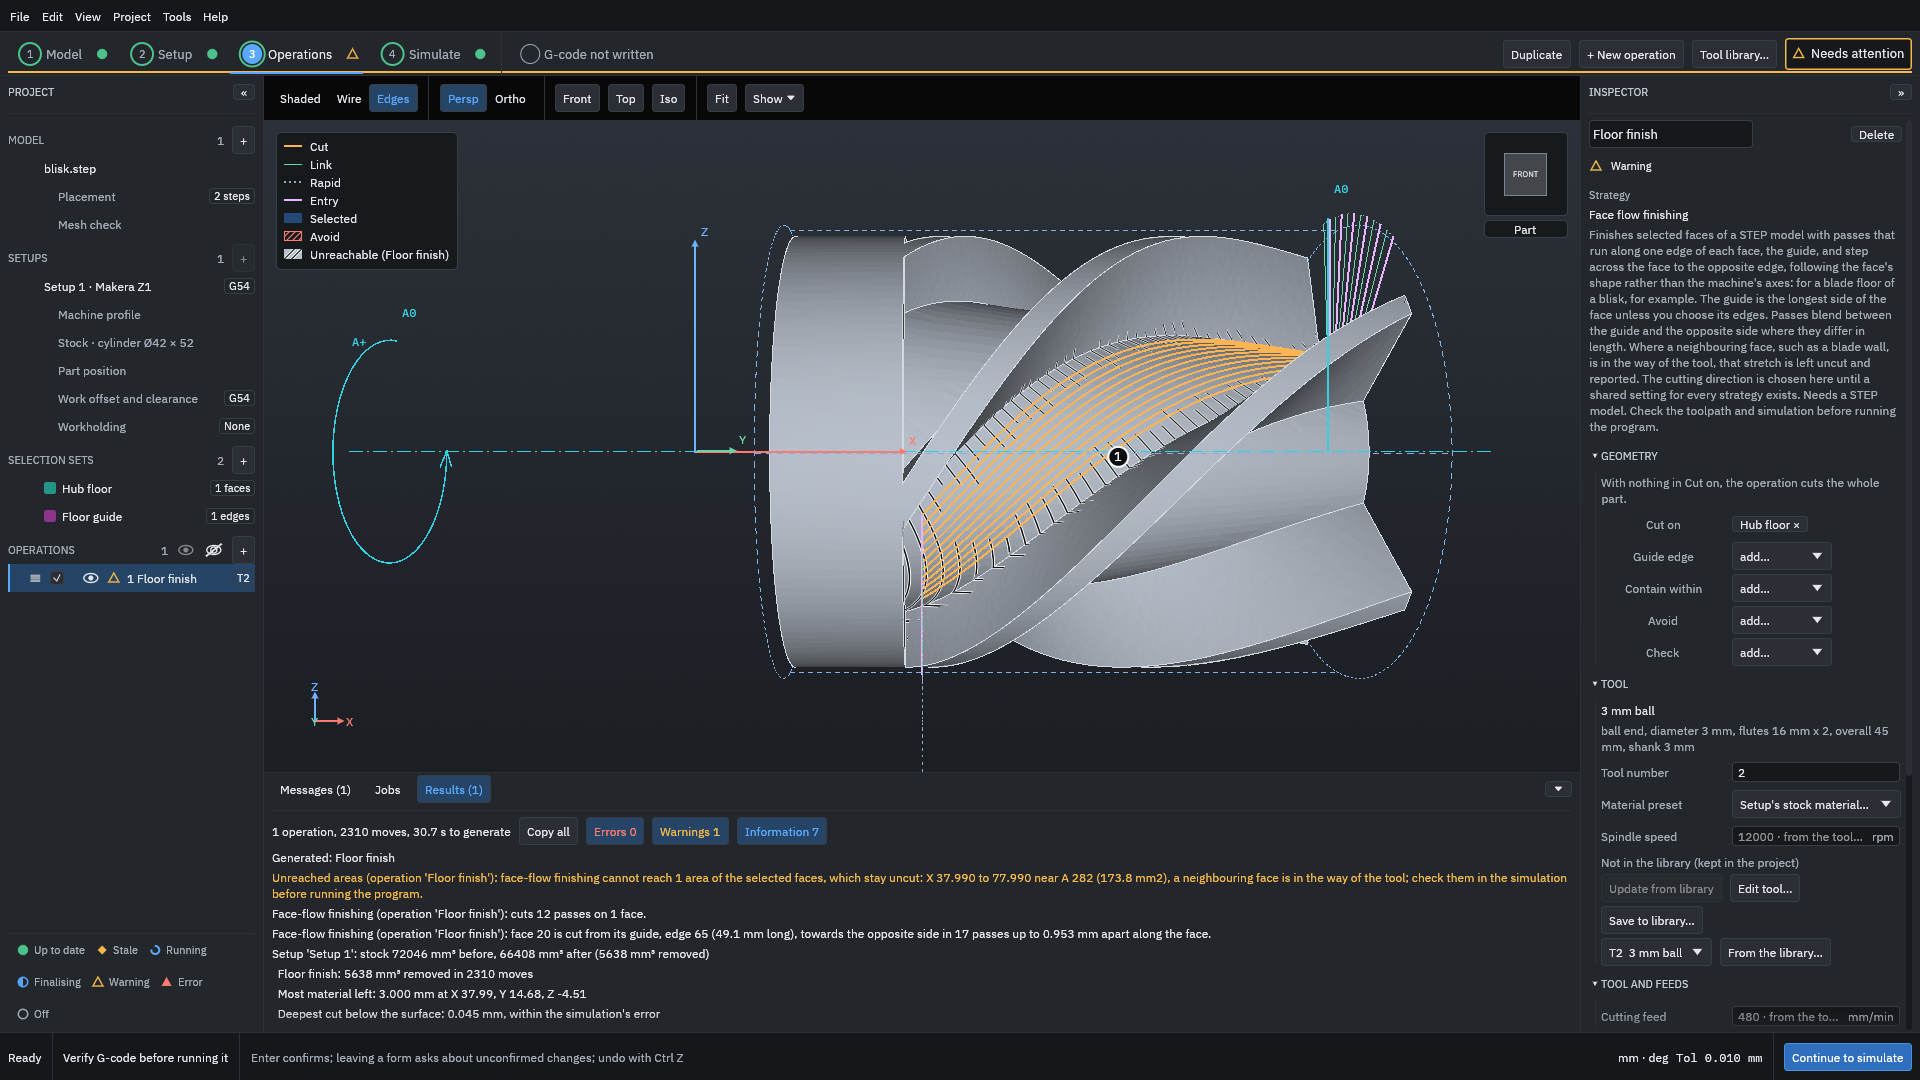 File Edit View Project Tools Help
1 Model 2 Setup 3 Operations 4 Simulate G-code not written Duplicate + New operation Tool library... Needs attention
PROJECT «
MODEL 1 +
blisk.step
Placement 2 steps
Mesh check
SETUPS 1 +
Setup 1 · Makera Z1 G54
Machine profile
Stock · cylinder Ø42 × 52
Part position
Work offset and clearance G54
Workholding None
SELECTION SETS 2 +
Hub floor 1 faces
Floor guide 1 edges
OPERATIONS 1 +
1 Floor finish T2
Up to date Stale Running
Finalising Warning Error
Off
Shaded Wire Edges Persp Ortho Front Top Iso Fit Show
Cut
Link
Rapid
Entry
Selected
Avoid
Unreachable (Floor finish)
FRONT
Part
A0
A0
A+
Z
Y
X
1
Z
Y
X
Messages (1) Jobs Results (1)
1 operation, 2310 moves, 30.7 s to generate Copy all Errors 0 Warnings 1 Information 7
Generated: Floor finish
Unreached areas (operation 'Floor finish'): face-flow finishing cannot reach 1 area of the selected faces, which stay uncut: X 37.990 to 77.990 near A 282 (173.8 mm2), a neighbouring face is in the way of the tool; check them in the simulation
before running the program.
Face-flow finishing (operation 'Floor finish'): cuts 12 passes on 1 face.
Face-flow finishing (operation 'Floor finish'): face 20 is cut from its guide, edge 65 (49.1 mm long), towards the opposite side in 17 passes up to 0.953 mm apart along the face.
Setup 'Setup 1': stock 72046 mm³ before, 66408 mm³ after (5638 mm³ removed)
Floor finish: 5638 mm³ removed in 2310 moves
Most material left: 3.000 mm at X 37.99, Y 14.68, Z -4.51
Deepest cut below the surface: 0.045 mm, within the simulation's error
INSPECTOR »
Floor finish Delete
Warning
Strategy
Face flow finishing
Finishes selected faces of a STEP model with passes that
run along one edge of each face, the guide, and step
across the face to the opposite edge, following the face's
shape rather than the machine's axes: for a blade floor of
a blisk, for example. The guide is the longest side of the
face unless you choose its edges. Passes blend between
the guide and the opposite side where they differ in
length. Where a neighbouring face, such as a blade wall,
is in the way of the tool, that stretch is left uncut and
reported. The cutting direction is chosen here until a
shared setting for every strategy exists. Needs a STEP
model. Check the toolpath and simulation before running
the program.
GEOMETRY
With nothing in Cut on, the operation cuts the whole
part.
Cut on Hub floor ×
Guide edge add...
Contain within add...
Avoid add...
Check add...
TOOL
3 mm ball
ball end, diameter 3 mm, flutes 16 mm x 2, overall 45
mm, shank 3 mm
Tool number 2
Material preset Setup's stock material...
Spindle speed 12000 · from the tool... rpm
Not in the library (kept in the project)
Update from library Edit tool...
Save to library...
T2 3 mm ball From the library...
TOOL AND FEEDS
Cutting feed 480 · from the to... mm/min
Ready Verify G-code before running it Enter confirms; leaving a form asks about unconfirmed changes; undo with Ctrl Z mm · deg Tol 0.010 mm Continue to simulate